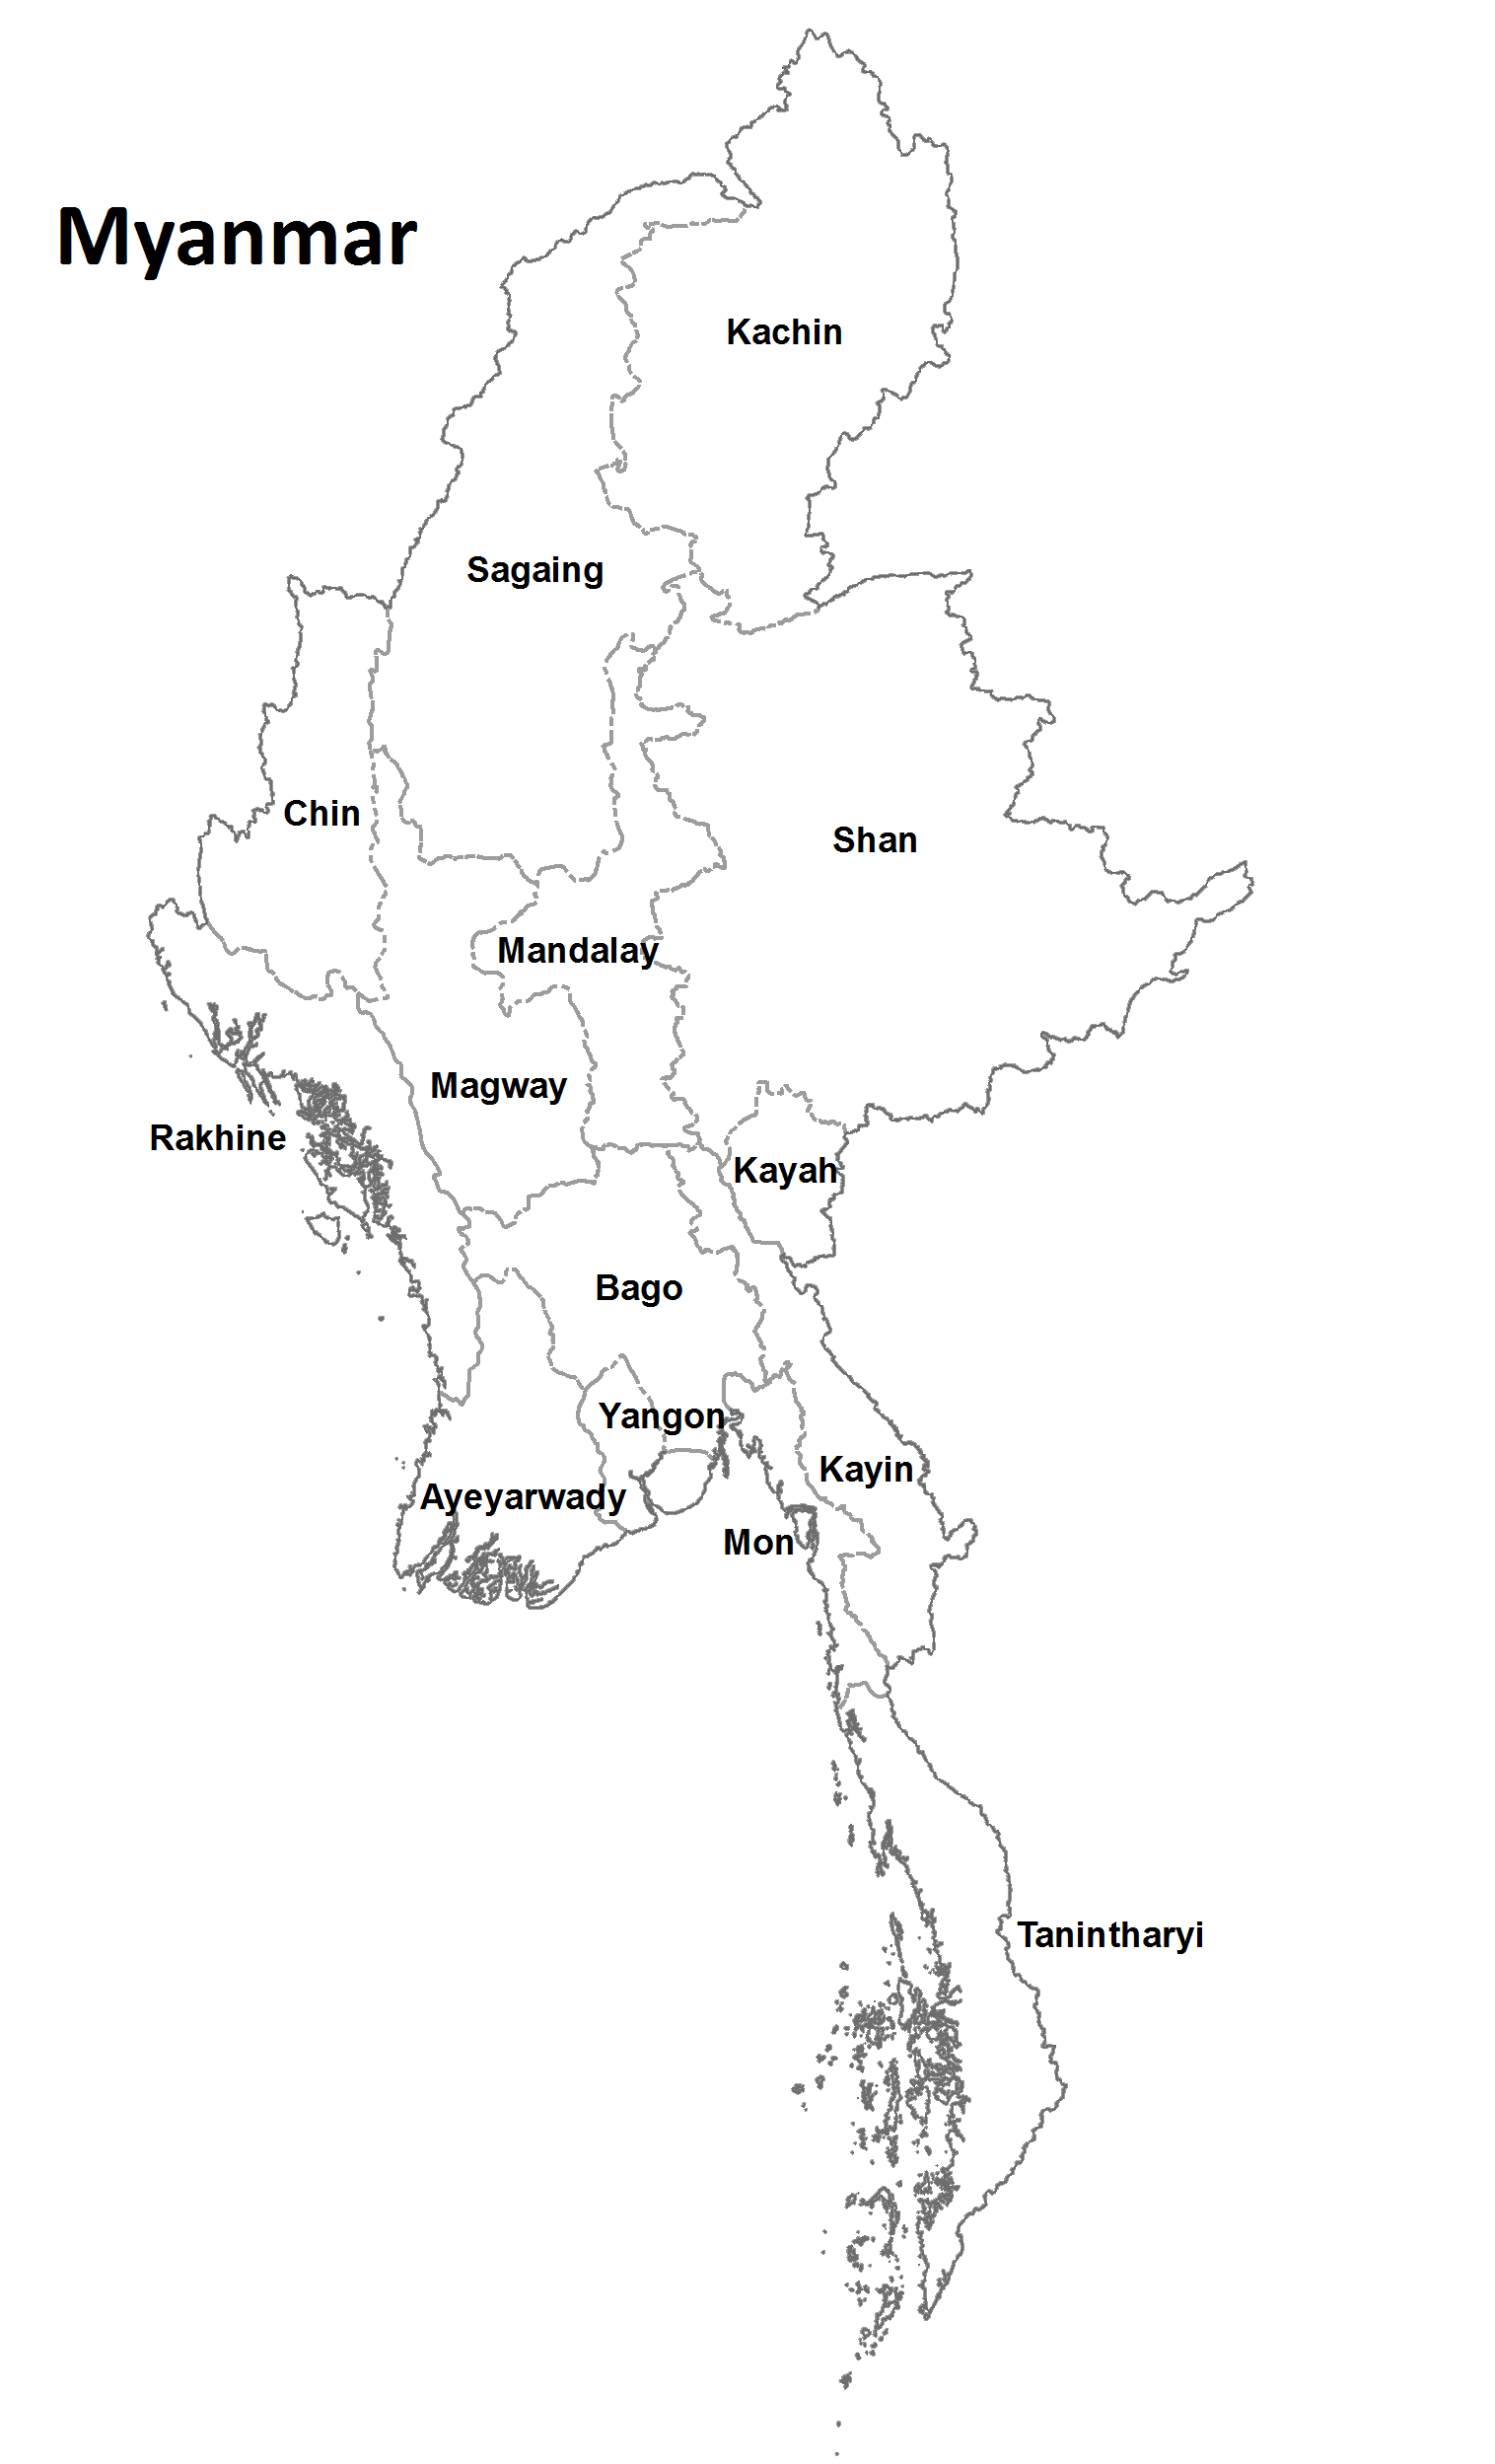 Myanmar
Kachin
Sagaing
Chin
Shan
Mandalay
Magway
Rakhine
Kayah
Bago
Yangon
Kayin
Ayeyarwady
Mon
Tanintharyi